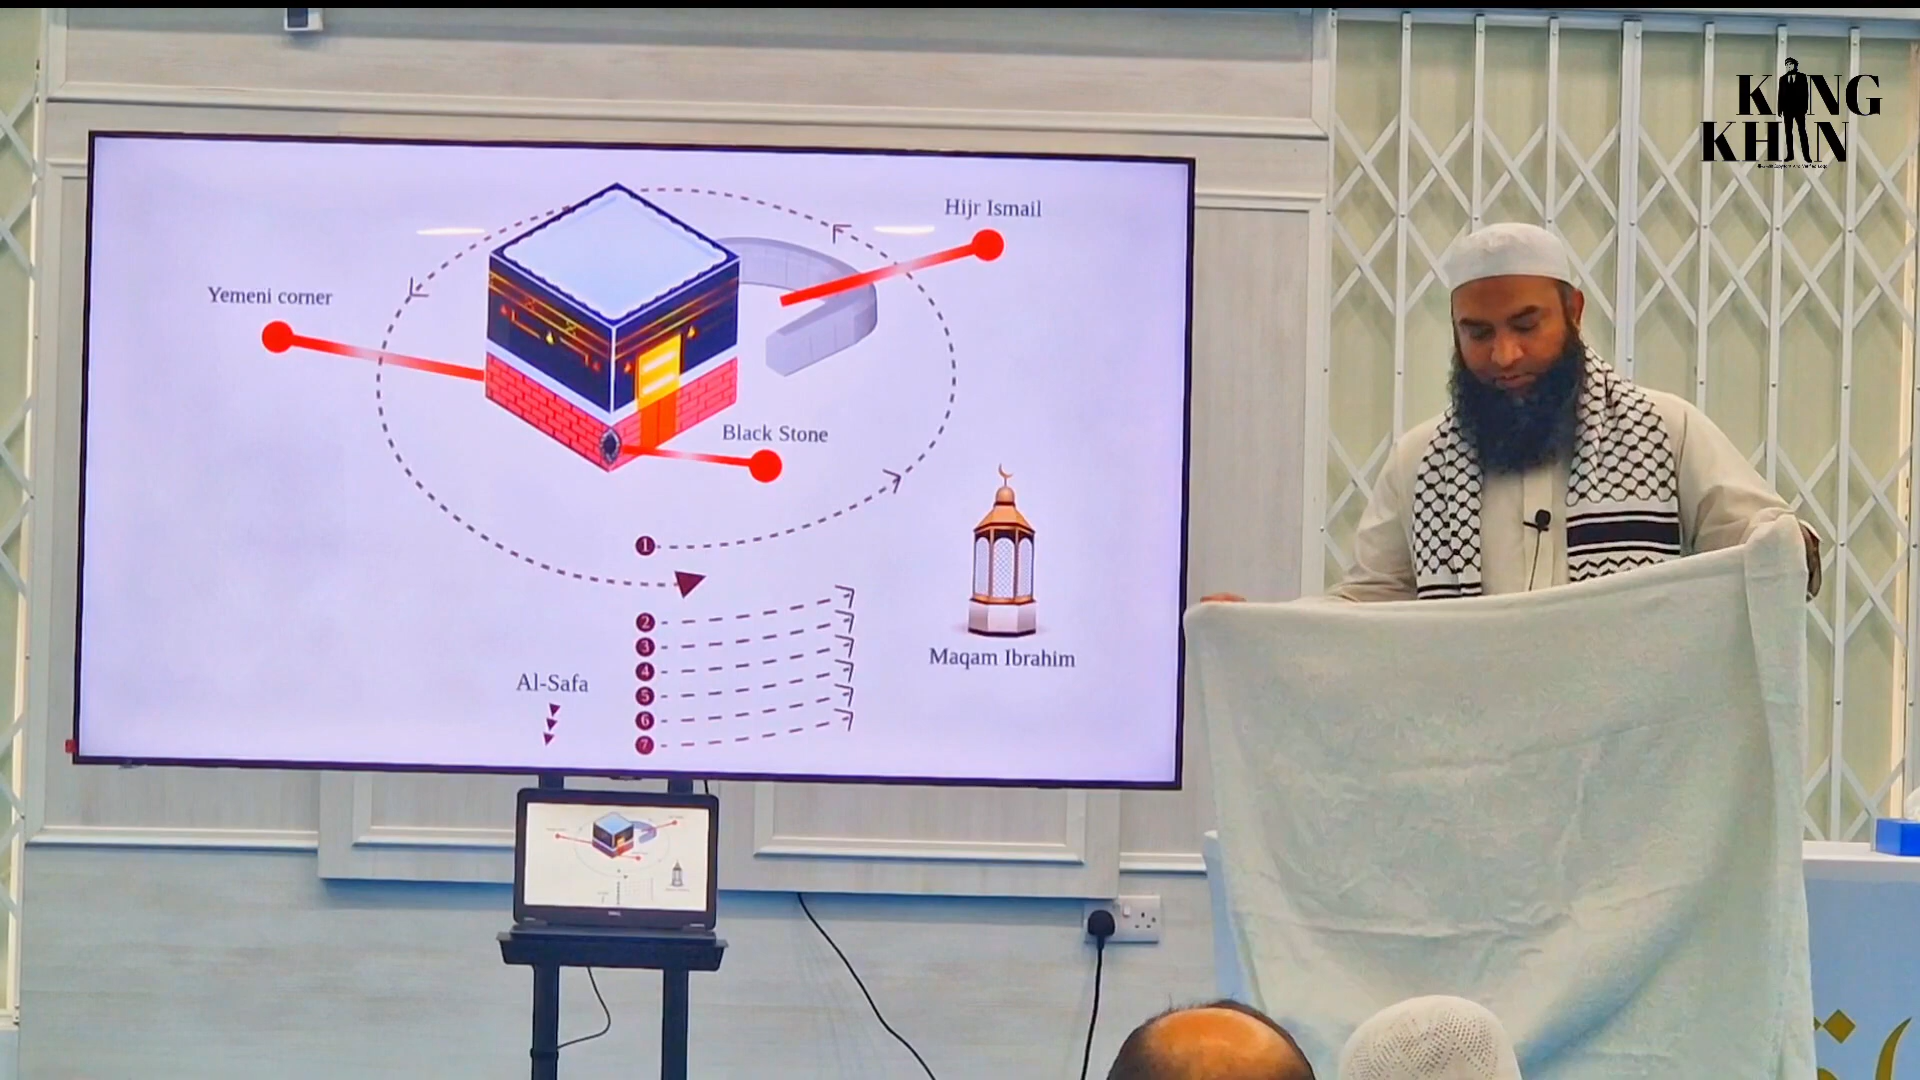 KING
KHAN
Hijr Ismail
Yemeni corner
Black Stone
1
Maqam Ibrahim
Al-Safa
2
3
4
5
6
7